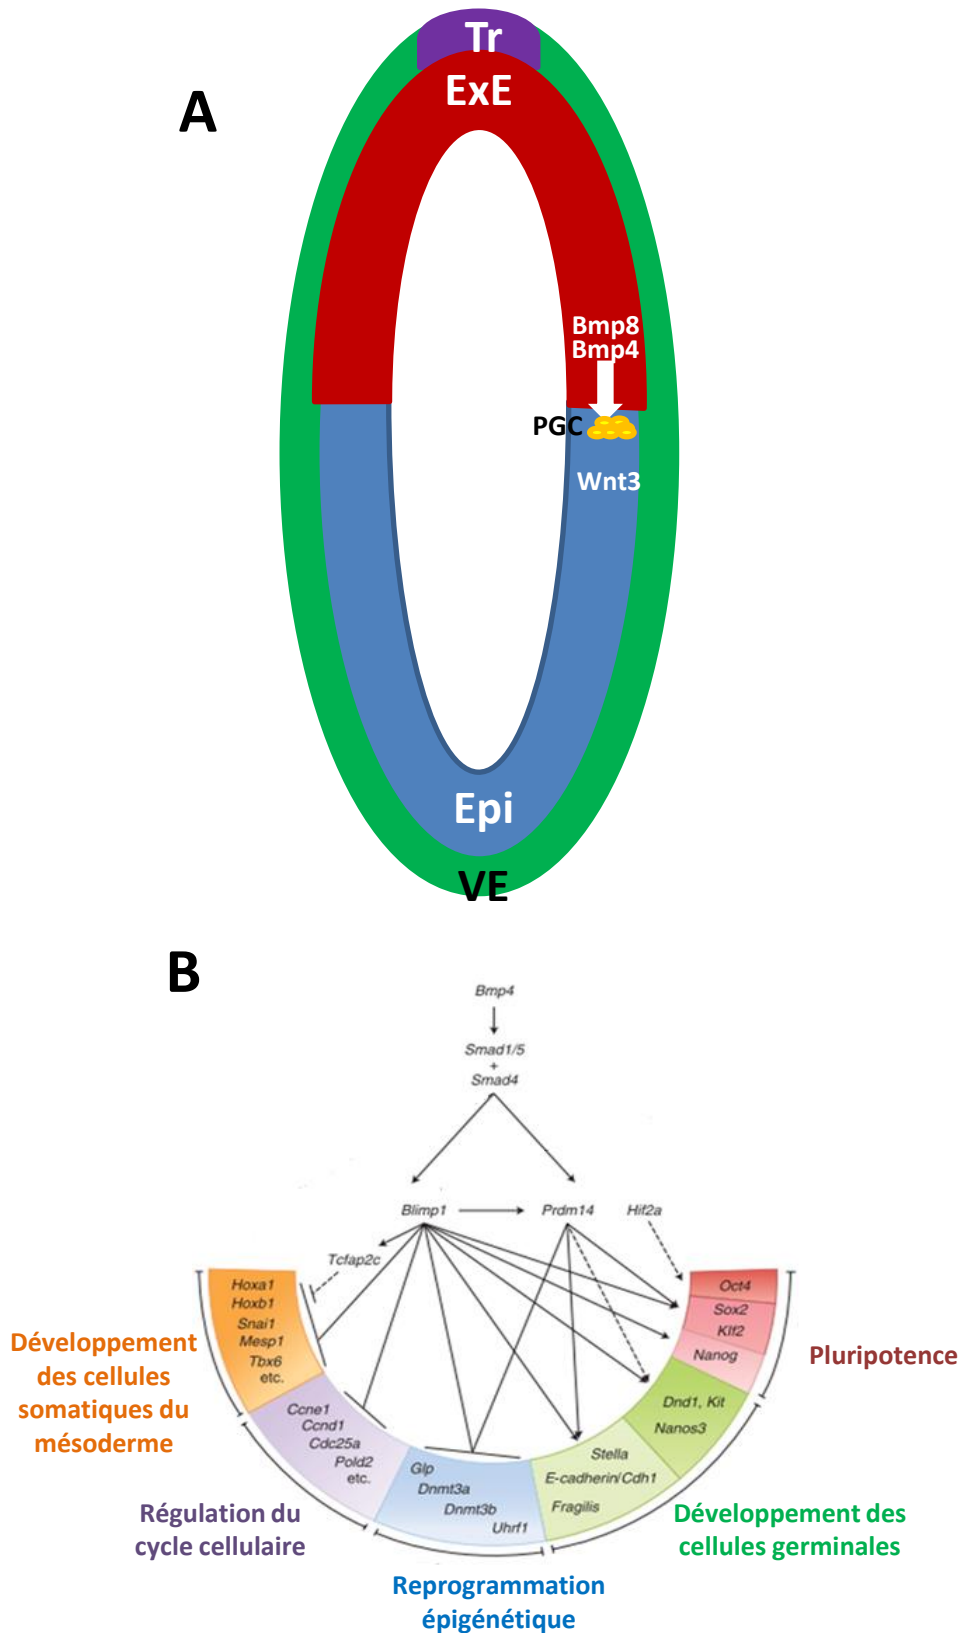 Tr
ExE
A
Bmp8
Bmp4
PGC
Wnt3
Epi
VE
B
Bmp4
Smad1/5
+
Smad4
Blimp1
Prdm14
Hif2a
Tcfap2c
Hoxa1
Hoxb1
Snai1
Mesp1
Tbx6
etc.
Développement
des cellules
somatiques du
mésoderme
Ccne1
Ccnd1
Cdc25a
Pold2
etc.
Régulation du
cycle cellulaire
Glp
Dnmt3a
Dnmt3b
Uhrf1
Reprogrammation
épigénétique
Stella
E-cadherin/Cdh1
Fragilis
Dnd1, Kit
Nanos3
Développement des
cellules germinales
Oct4
Sox2
Klf2
Nanog
Pluripotence